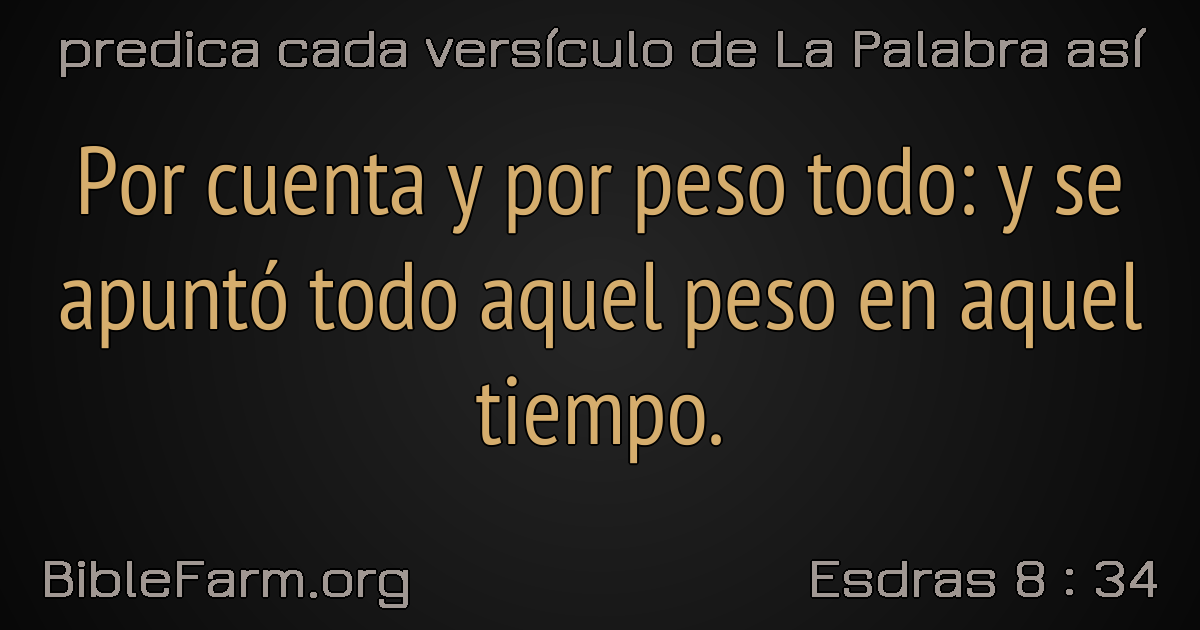 predica cada versículo de La Palabra así
Por cuenta y por peso todo: y se
apuntó todo aquel peso en aquel
tiempo.
BibleFarm.org
Esdras 8 : 34